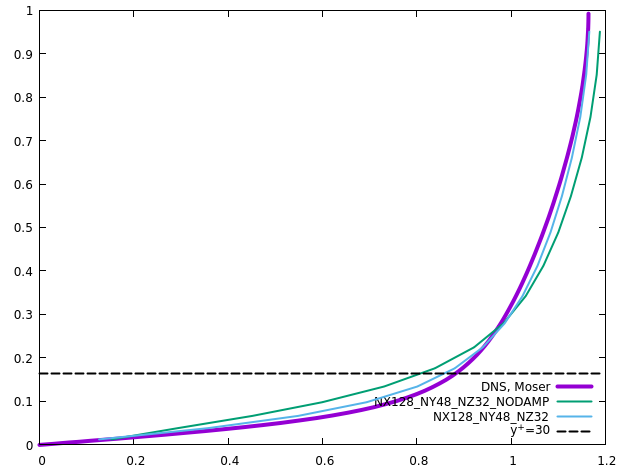 1
0.9
0.8
0.7
0.6
0.5
0.4
0.3
0.2
0.1
0
DNS, Moser
NX128_NY48_NZ32_NODAMP
NX128_NY48_NZ32
y⁺=30
0 0.2 0.4 0.6 0.8 1 1.2